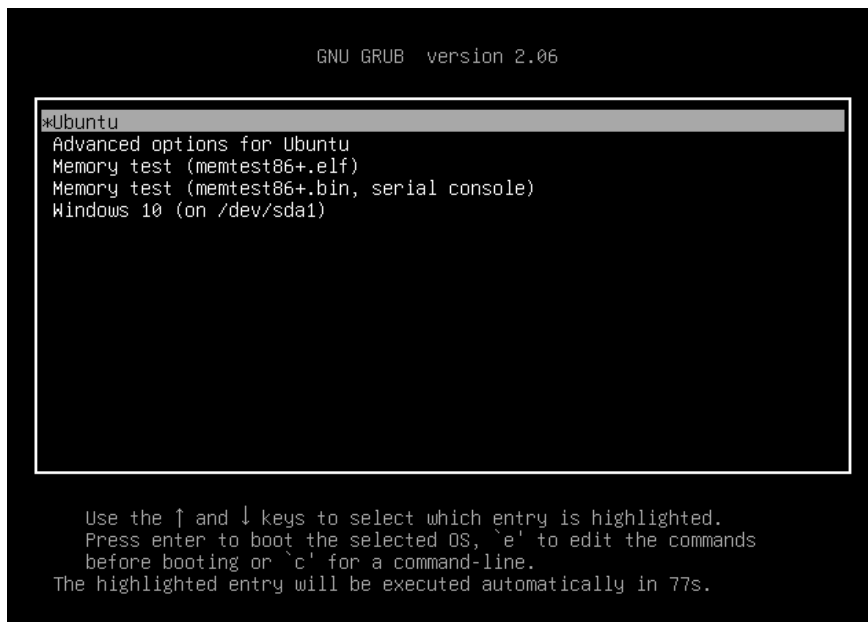 GNU GRUB  version 2.06
*Ubuntu
Advanced options for Ubuntu
Memory test (memtest86+.elf)
Memory test (memtest86+.bin, serial console)
Windows 10 (on /dev/sda1)
Use the ↑ and ↓ keys to select which entry is highlighted.
Press enter to boot the selected OS, `e' to edit the commands
before booting or `c' for a command-line.
The highlighted entry will be executed automatically in 77s.